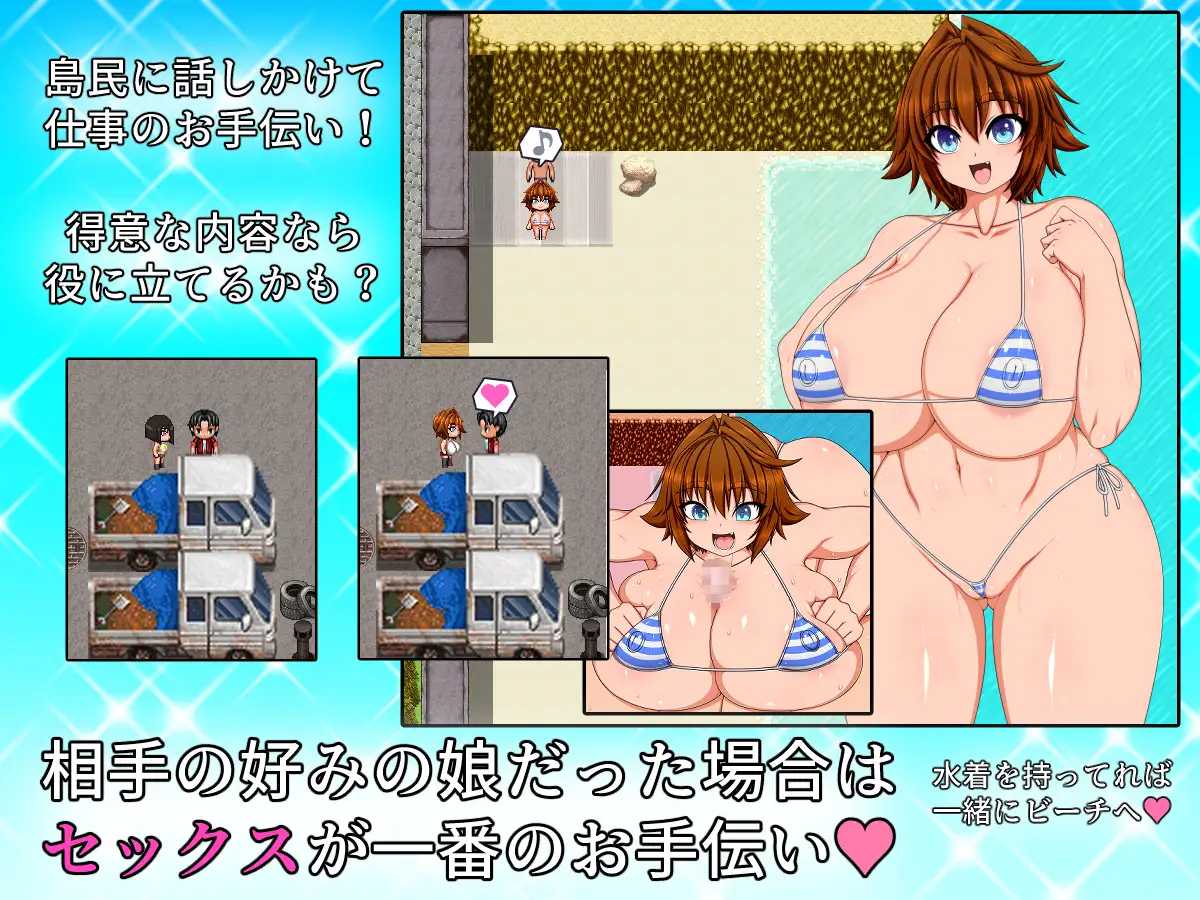 島民に話しかけて
仕事のお手伝い！
得意な内容なら
役に立てるかも？
相手の好みの娘だった場合は
セックスが一番のお手伝い♥
水着を持ってれば
一緒にビーチへ♥